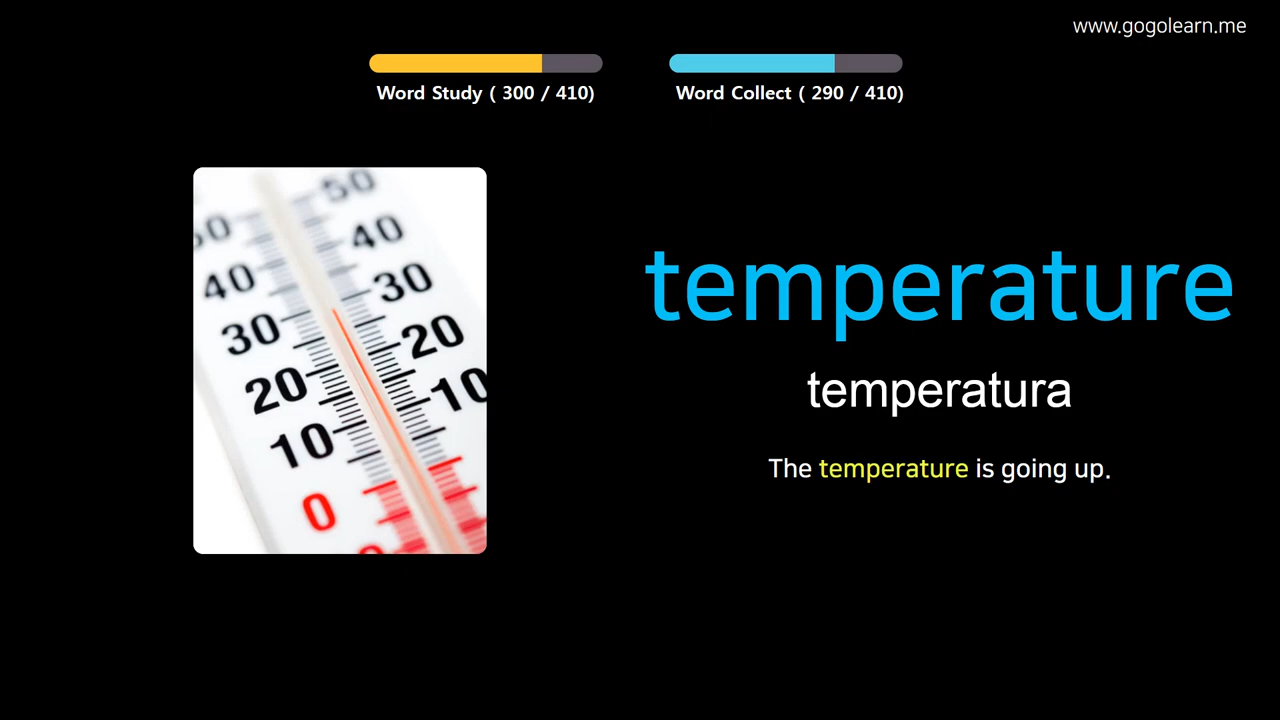 www.gogolearn.me
Word Study ( 300 / 410)
Word Collect ( 290 / 410)
50
50
40
40
30
30
20
20
10
10
0
temperature
temperatura
The temperature is going up.